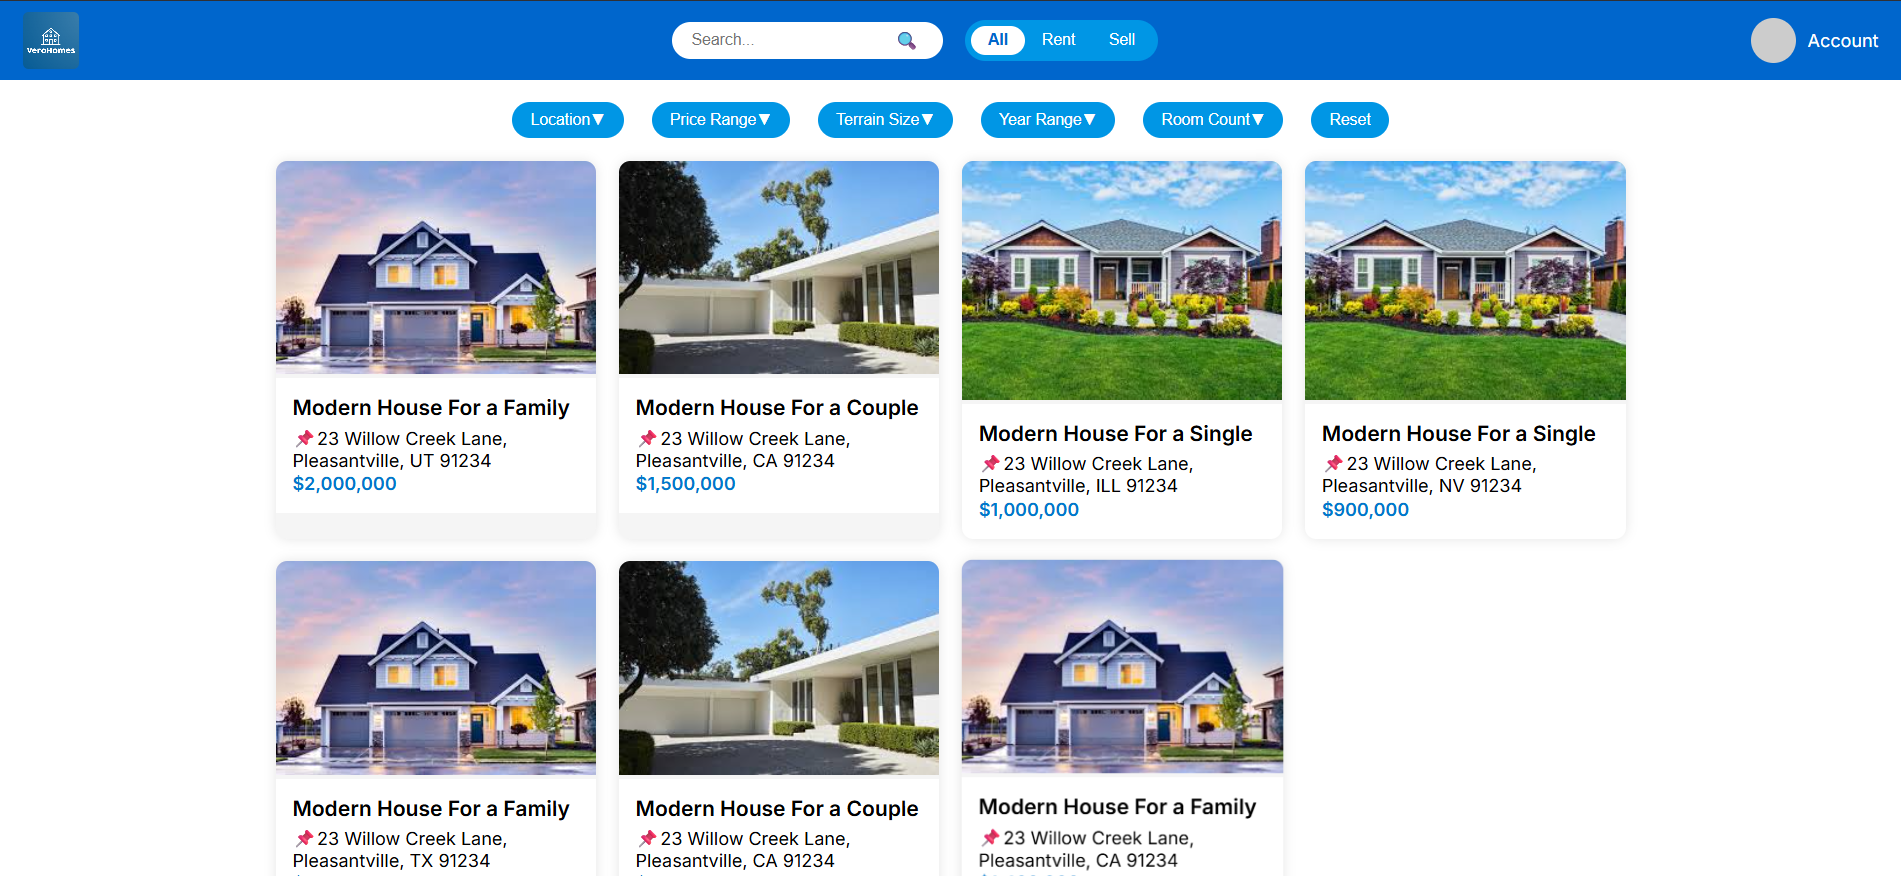 VeroHomes
Search...
All
Rent
Sell
Account
Location▼
Price Range▼
Terrain Size▼
Year Range▼
Room Count▼
Reset
Modern House For a Family
📌23 Willow Creek Lane,
Pleasantville, UT 91234
$2,000,000
Modern House For a Couple
📌23 Willow Creek Lane,
Pleasantville, CA 91234
$1,500,000
Modern House For a Single
📌23 Willow Creek Lane,
Pleasantville, ILL 91234
$1,000,000
Modern House For a Single
📌23 Willow Creek Lane,
Pleasantville, NV 91234
$900,000
Modern House For a Family
📌23 Willow Creek Lane,
Pleasantville, TX 91234
Modern House For a Couple
📌23 Willow Creek Lane,
Pleasantville, CA 91234
Modern House For a Family
📌23 Willow Creek Lane,
Pleasantville, CA 91234